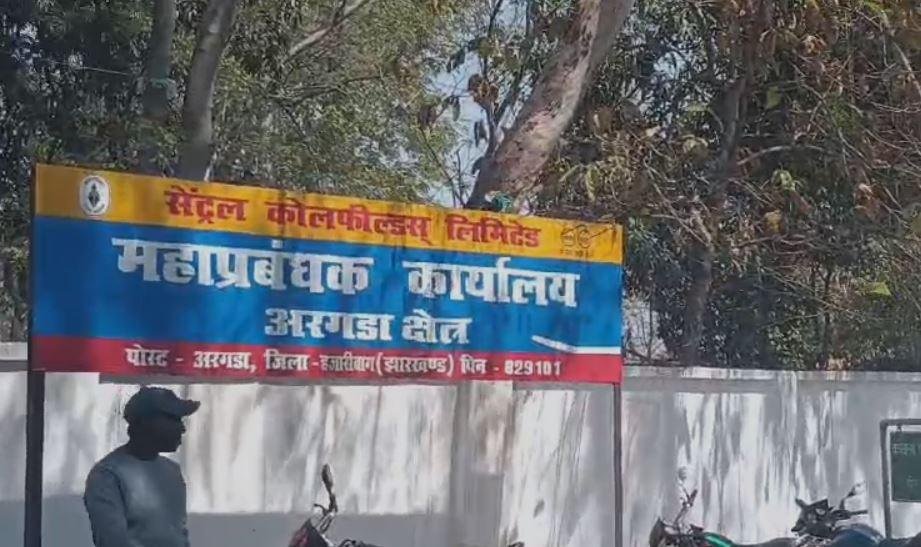 सेंट्रल कोलफील्डस् लिमिटेड
महाप्रबंधक कार्यालय
अरगडा क्षेत्र
पोस्ट - अरगडा, जिला - हजारीबाग (झारखण्ड) पिन - 829101